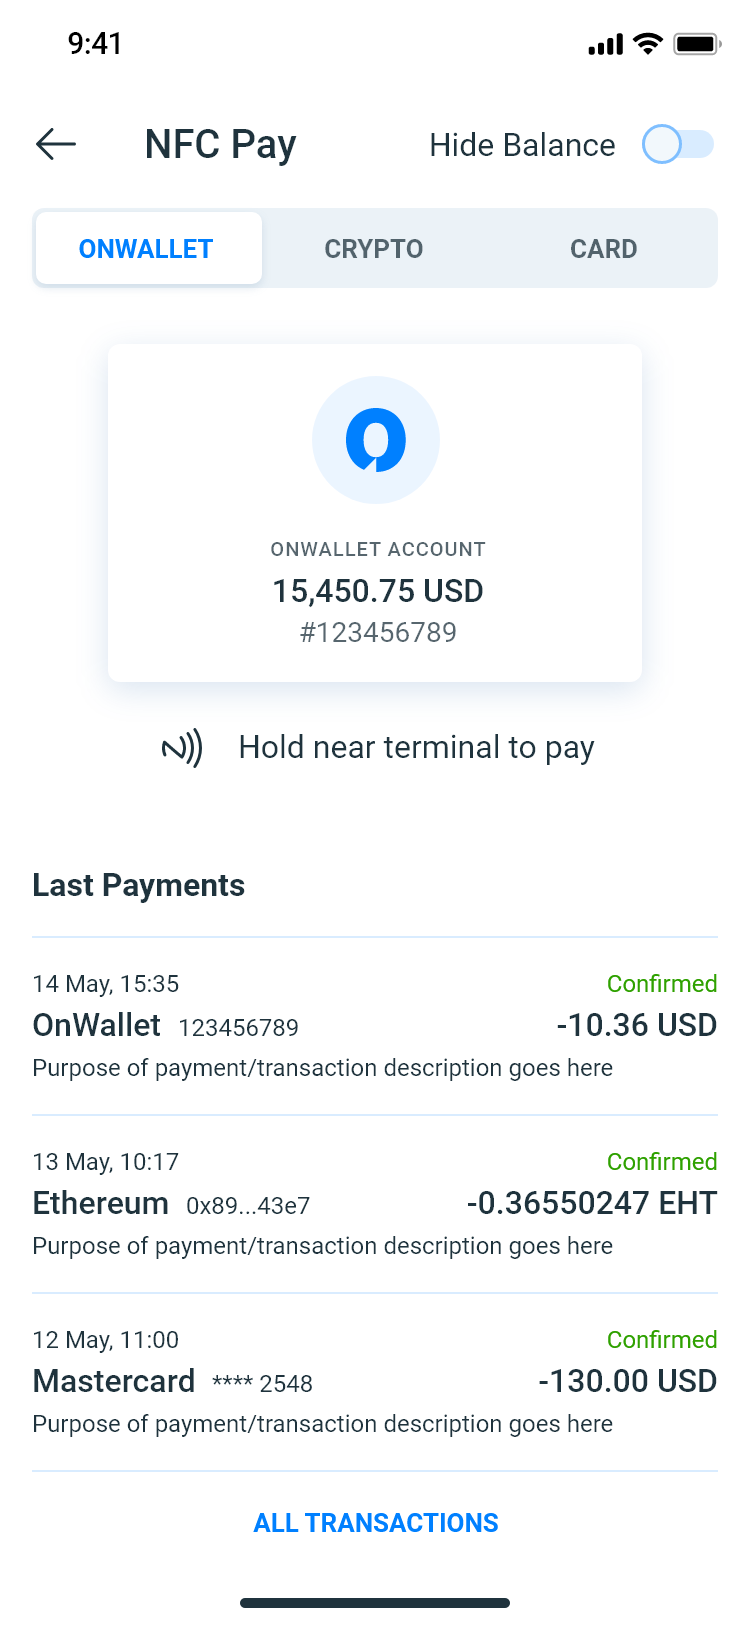 9:41
NFC Pay Hide Balance
ONWALLET CRYPTO CARD
ONWALLET ACCOUNT
15,450.75 USD
#123456789
Hold near terminal to pay
Last Payments
14 May, 15:35 Confirmed
OnWallet 123456789 -10.36 USD
Purpose of payment/transaction description goes here
13 May, 10:17 Confirmed
Ethereum 0x89...43e7 -0.36550247 EHT
Purpose of payment/transaction description goes here
12 May, 11:00 Confirmed
Mastercard **** 2548 -130.00 USD
Purpose of payment/transaction description goes here
ALL TRANSACTIONS